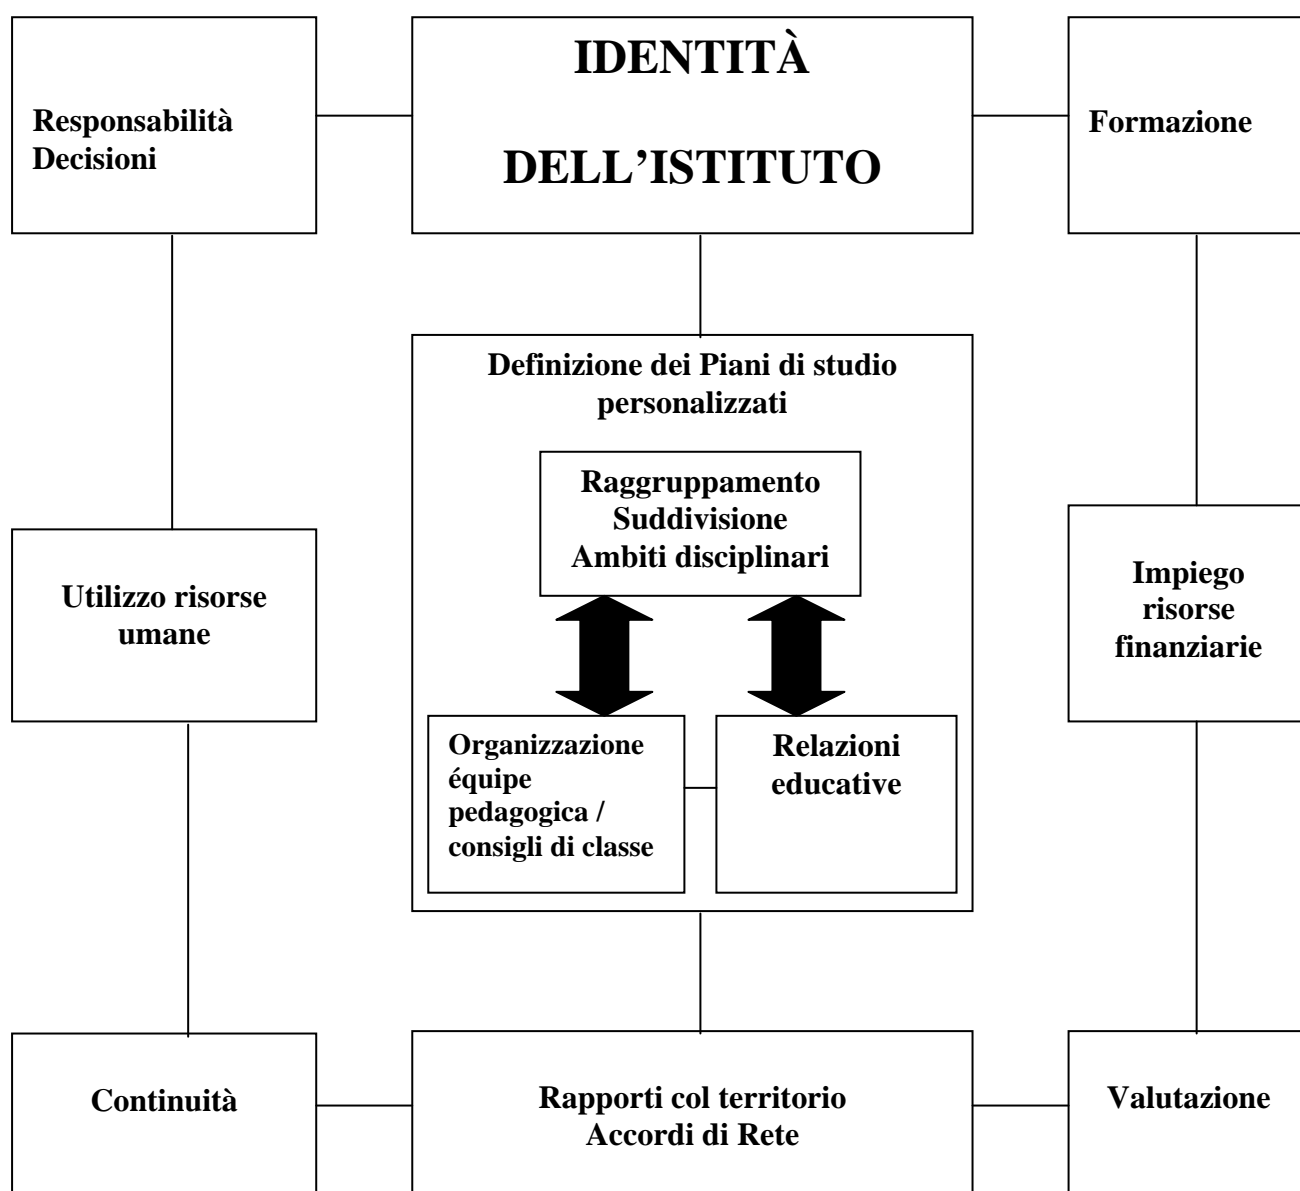 Responsabilità
Decisioni
IDENTITÀ
DELL’ISTITUTO
Formazione
Definizione dei Piani di studio
personalizzati
Raggruppamento
Suddivisione
Ambiti disciplinari
Utilizzo risorse
umane
Impiego
risorse
finanziarie
Organizzazione
équipe
pedagogica /
consigli di classe
Relazioni
educative
Continuità
Rapporti col territorio
Accordi di Rete
Valutazione